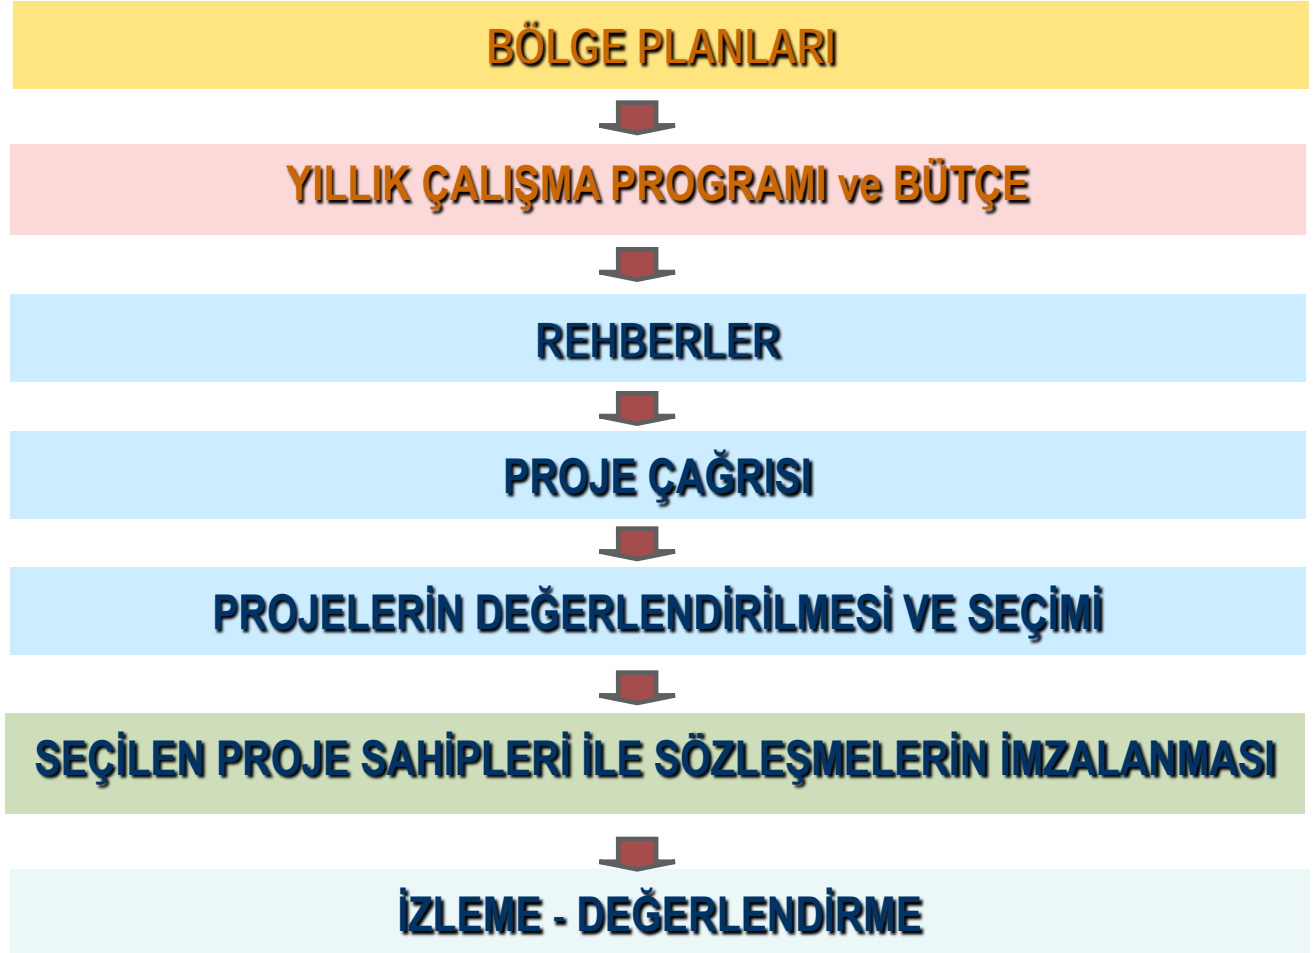 BÖLGE PLANLARI
YILLIK ÇALIŞMA PROGRAMI ve BÜTÇE
REHBERLER
PROJE ÇAĞRISI
PROJELERİN DEĞERLENDİRİLMESİ VE SEÇİMİ
SEÇİLEN PROJE SAHİPLERİ İLE SÖZLEŞMELERİN İMZALANMASI
İZLEME - DEĞERLENDİRME